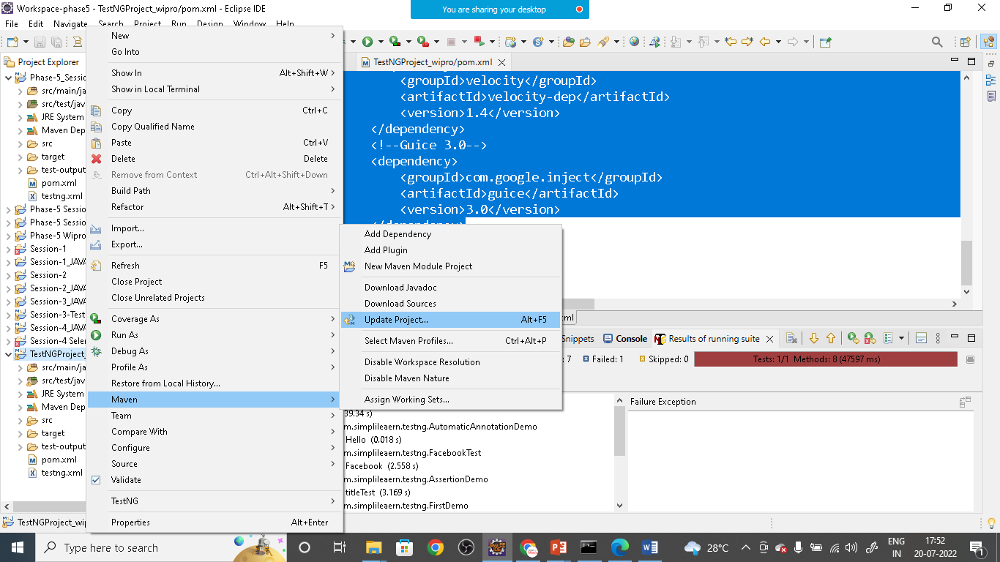 Workspace-phase5 - TestNGProject_wipro/pom.xml - Eclipse IDE
You are sharing your desktop
File Edit Navigate Search Project Run Design Window Help
Project Explorer
Phase-5_Sessi
src/main/ja
src/test/jav
JRE System
Maven Dep
src
target
test-output
pom.xml
testng.xml
Phase-5 Sessio
Phase-5 Sessio
Phase-5 Wipro
Session-1
Session-1_JAVA
Session-2
Session-2_JAVA
Session-3_JAVA
Session-3-Test
Session-4_JAVA
Session-4 Selen
TestNGProject_
src/main/ja
src/test/jav
JRE System
Maven Dep
src
target
test-output
pom.xml
testng.xml
TestNGProject_wip
New
Go Into
Show In Alt+Shift+W
Show in Local Terminal
Copy Ctrl+C
Copy Qualified Name
Paste Ctrl+V
Delete Delete
Remove from Context Ctrl+Alt+Shift+Down
Build Path
Refactor Alt+Shift+T
Import...
Export...
Refresh F5
Close Project
Close Unrelated Projects
Coverage As
Run As
Debug As
Profile As
Restore from Local History...
Maven
Team
Compare With
Configure
Source
Validate
TestNG
Properties Alt+Enter
TestNGProject_wipro/pom.xml
<groupId>velocity</groupId>
<artifactId>velocity-dep</artifactId>
<version>1.4</version>
</dependency>
<!--Guice 3.0-->
<dependency>
<groupId>com.google.inject</groupId>
<artifactId>guice</artifactId>
<version>3.0</version>
</dependency>
Add Dependency
Add Plugin
New Maven Module Project
Download Javadoc
Download Sources
Update Project... Alt+F5
Select Maven Profiles... Ctrl+Alt+P
Disable Workspace Resolution
Disable Maven Nature
Assign Working Sets...
ml
Snippets Console Results of running suite
: 7 Failed: 1 Skipped: 0 Tests: 1/1 Methods: 8 (47597 ms)
Failure Exception
39.34 s)
m.simplilearn.testng.AutomaticAnnotationDemo
Hello (0.018 s)
m.simplilearn.testng.FacebookTest
Facebook (2.558 s)
m.simplilearn.testng.AssertionDemo
titleTest (3.169 s)
m.simplilearn.testng.FirstDemo
Type here to search
28°C
ENG
IN
17:52
20-07-2022
1